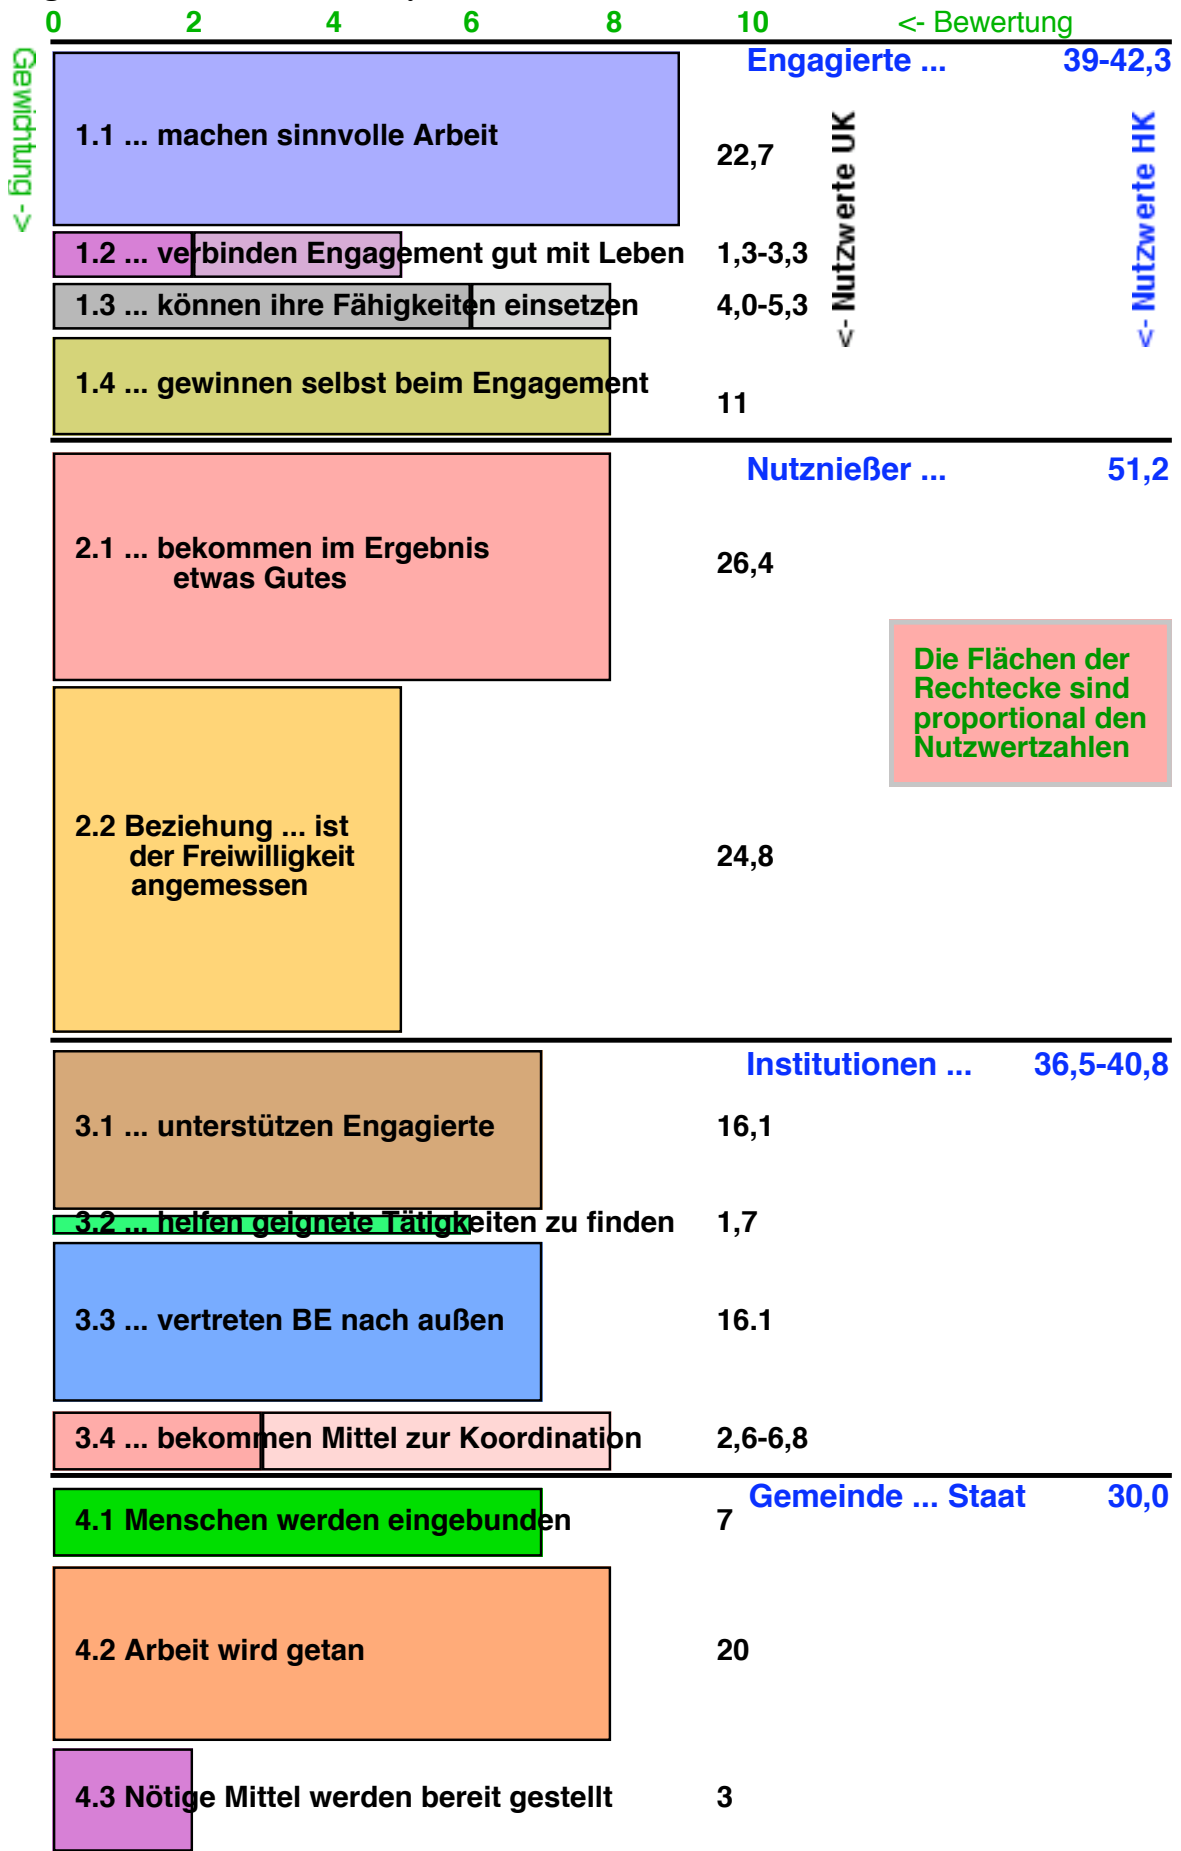 0 2 4 6 8 10 <- Bewertung
Gewichtung ->
Engagierte ... 39-42,3
1.1 ... machen sinnvolle Arbeit
22,7
<- Nutzwerte UK
<- Nutzwerte HK
1.2 ... verbinden Engagement gut mit Leben 1,3-3,3
1.3 ... können ihre Fähigkeiten einsetzen 4,0-5,3
1.4 ... gewinnen selbst beim Engagement
11
Nutznießer ... 51,2
2.1 ... bekommen im Ergebnis
etwas Gutes
26,4
Die Flächen der
Rechtecke sind
proportional den
Nutzwertzahlen
2.2 Beziehung ... ist
der Freiwilligkeit
angemessen
24,8
Institutionen ... 36,5-40,8
3.1 ... unterstützen Engagierte 16,1
3.2 ... helfen geignete Tätigkeiten zu finden 1,7
3.3 ... vertreten BE nach außen 16.1
3.4 ... bekommen Mittel zur Koordination 2,6-6,8
Gemeinde ... Staat 30,0
4.1 Menschen werden eingebunden 7
4.2 Arbeit wird getan 20
4.3 Nötige Mittel werden bereit gestellt 3